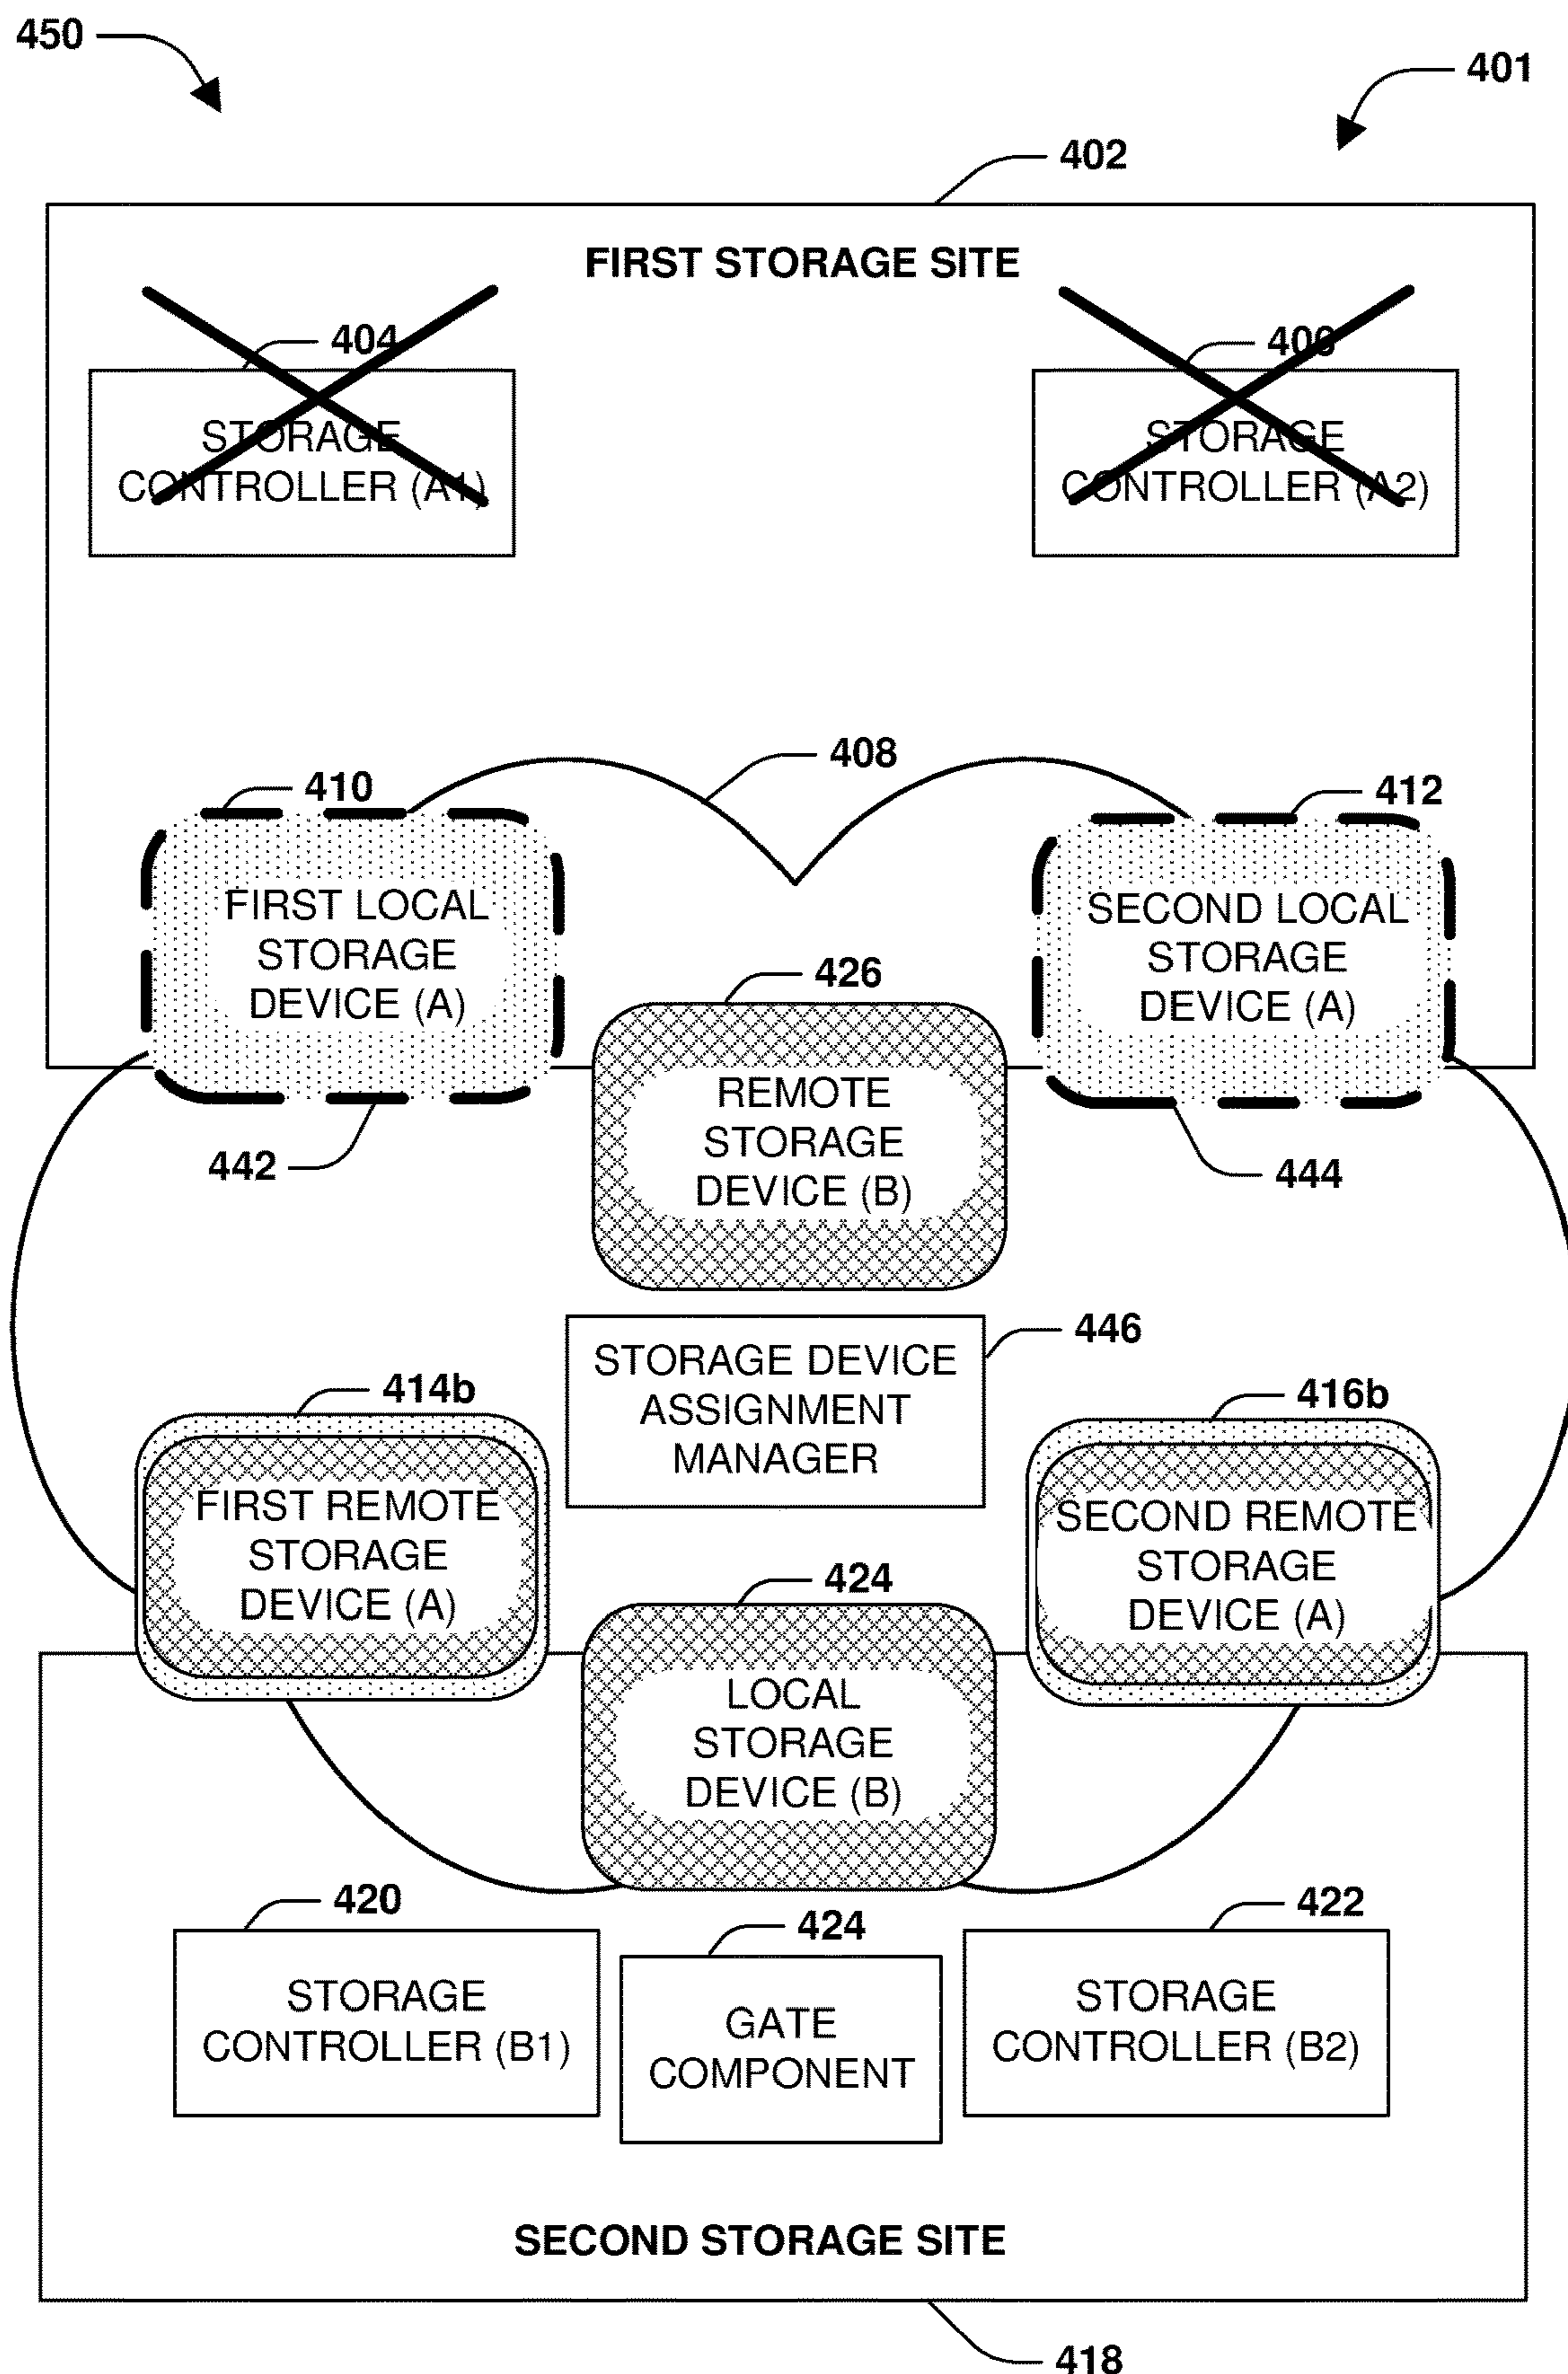 450
401
402
FIRST STORAGE SITE
404
406
STORAGE
CONTROLLER (A1)
STORAGE
CONTROLLER (A2)
408
410
412
FIRST LOCAL
STORAGE
DEVICE (A)
SECOND LOCAL
STORAGE
DEVICE (A)
426
REMOTE
STORAGE
DEVICE (B)
442
444
446
STORAGE DEVICE
ASSIGNMENT
MANAGER
414b
416b
FIRST REMOTE
STORAGE
DEVICE (A)
SECOND REMOTE
STORAGE
DEVICE (A)
424
LOCAL
STORAGE
DEVICE (B)
420
424
422
STORAGE
CONTROLLER (B1)
GATE
COMPONENT
STORAGE
CONTROLLER (B2)
SECOND STORAGE SITE
418